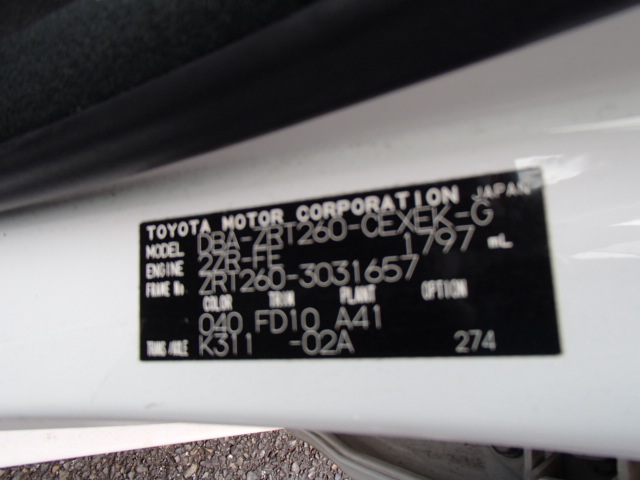 TOYOTA MOTOR CORPORATION JAPAN
MODEL DBA-ZRT260-CEXEK-G
ENGINE 2ZR-FE 1797 mL
FRAME No. ZRT260-3031657
COLOR TRIM PLANT OPTION
040 FD10 A41
TRANS/AXLE K311 -02A 274